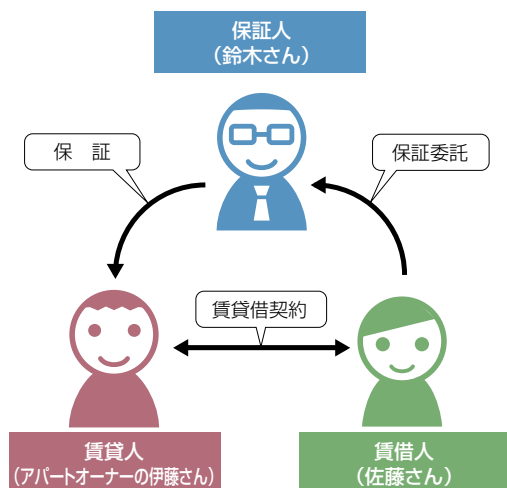 保証人
（鈴木さん）
保　証
保証委託
賃貸借契約
賃貸人
（アパートオーナーの伊藤さん）
賃借人
（佐藤さん）